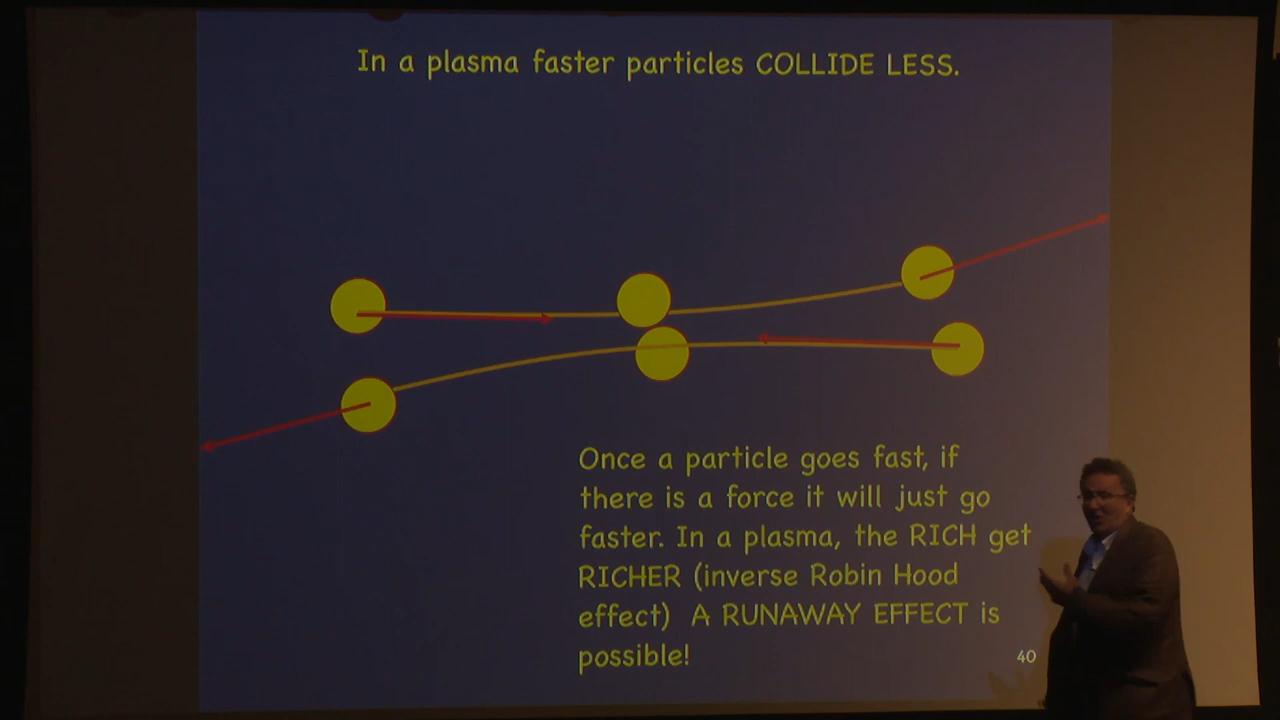 In a plasma faster particles COLLIDE LESS.
Once a particle goes fast, if
there is a force it will just go
faster. In a plasma, the RICH get
RICHER (inverse Robin Hood
effect)  A RUNAWAY EFFECT is
possible!
40